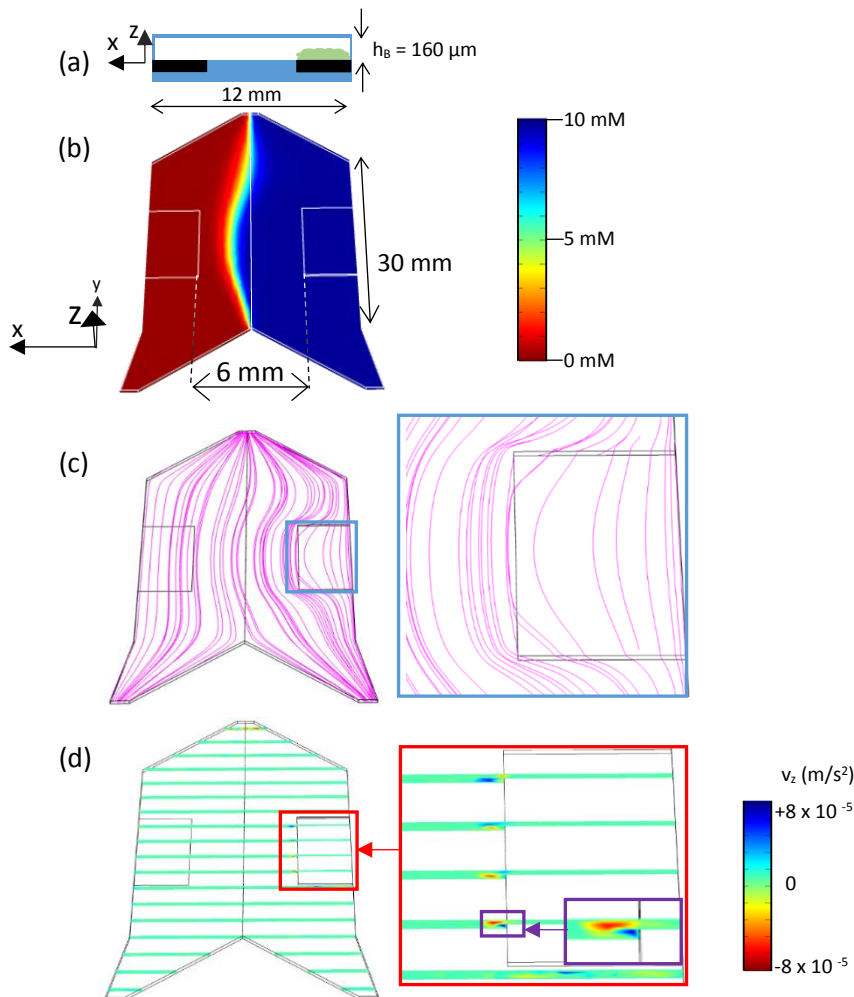 z
x
(a)
h_B = 160 µm
12 mm
(b)
10 mM
5 mM
0 mM
30 mm
y
z
x
6 mm
(c)
(d)
v_z (m/s²)
+8 x 10 ⁻⁵
0
-8 x 10 ⁻⁵